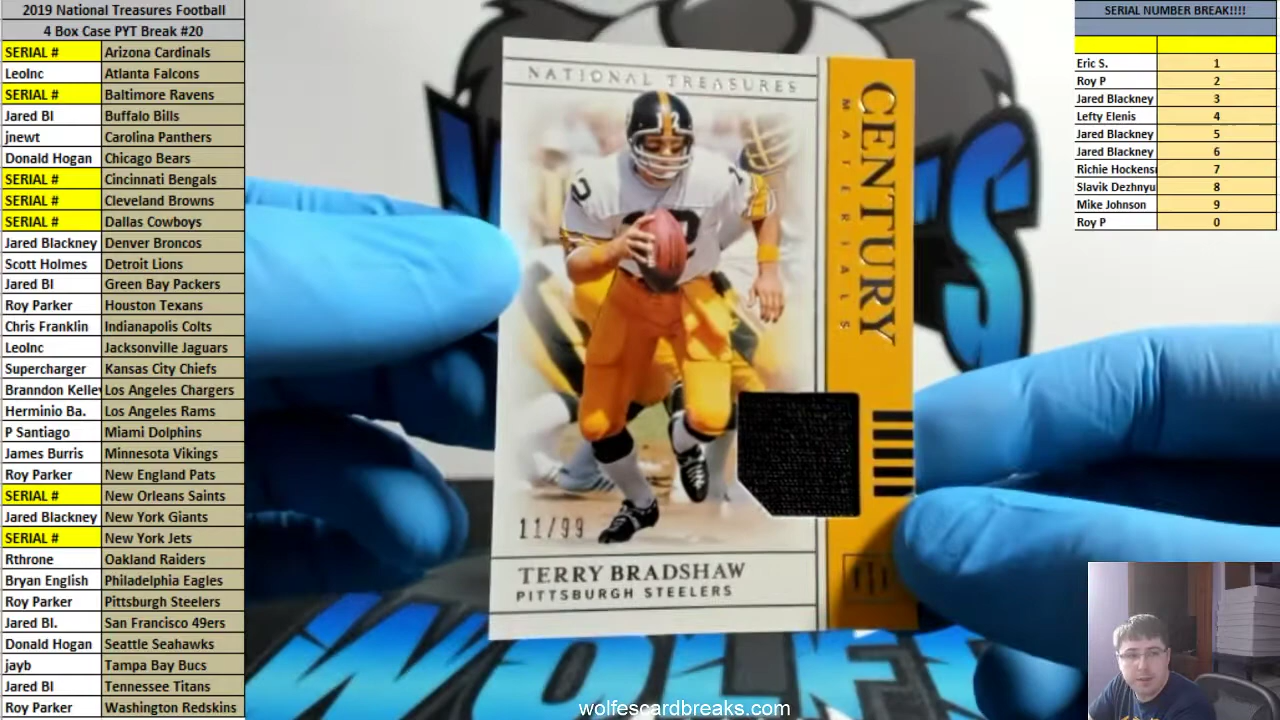 2019 National Treasures Football
4 Box Case PYT Break #20
SERIAL # Arizona Cardinals
LeoInc Atlanta Falcons
SERIAL # Baltimore Ravens
Jared Bl Buffalo Bills
jnewt Carolina Panthers
Donald Hogan Chicago Bears
SERIAL # Cincinnati Bengals
SERIAL # Cleveland Browns
SERIAL # Dallas Cowboys
Jared Blackney Denver Broncos
Scott Holmes Detroit Lions
Jared Bl Green Bay Packers
Roy Parker Houston Texans
Chris Franklin Indianapolis Colts
LeoInc Jacksonville Jaguars
Supercharger Kansas City Chiefs
Branndon Kelley Los Angeles Chargers
Herminio Ba. Los Angeles Rams
P Santiago Miami Dolphins
James Burris Minnesota Vikings
Roy Parker New England Pats
SERIAL # New Orleans Saints
Jared Blackney New York Giants
SERIAL # New York Jets
Rthrone Oakland Raiders
Bryan English Philadelphia Eagles
Roy Parker Pittsburgh Steelers
Jared Bl. San Francisco 49ers
Donald Hogan Seattle Seahawks
jayb Tampa Bay Bucs
Jared Bl Tennessee Titans
Roy Parker Washington Redskins
NATIONAL TREASURES
CENTURY
MATERIALS
12
11/99
TERRY BRADSHAW
PITTSBURGH STEELERS
WOLFS
wolfescardbreaks.com
SERIAL NUMBER BREAK!!!!
Eric S. 1
Roy P 2
Jared Blackney 3
Lefty Elenis 4
Jared Blackney 5
Jared Blackney 6
Richie Hockens 7
Slavik Dezhnyu 8
Mike Johnson 9
Roy P 0